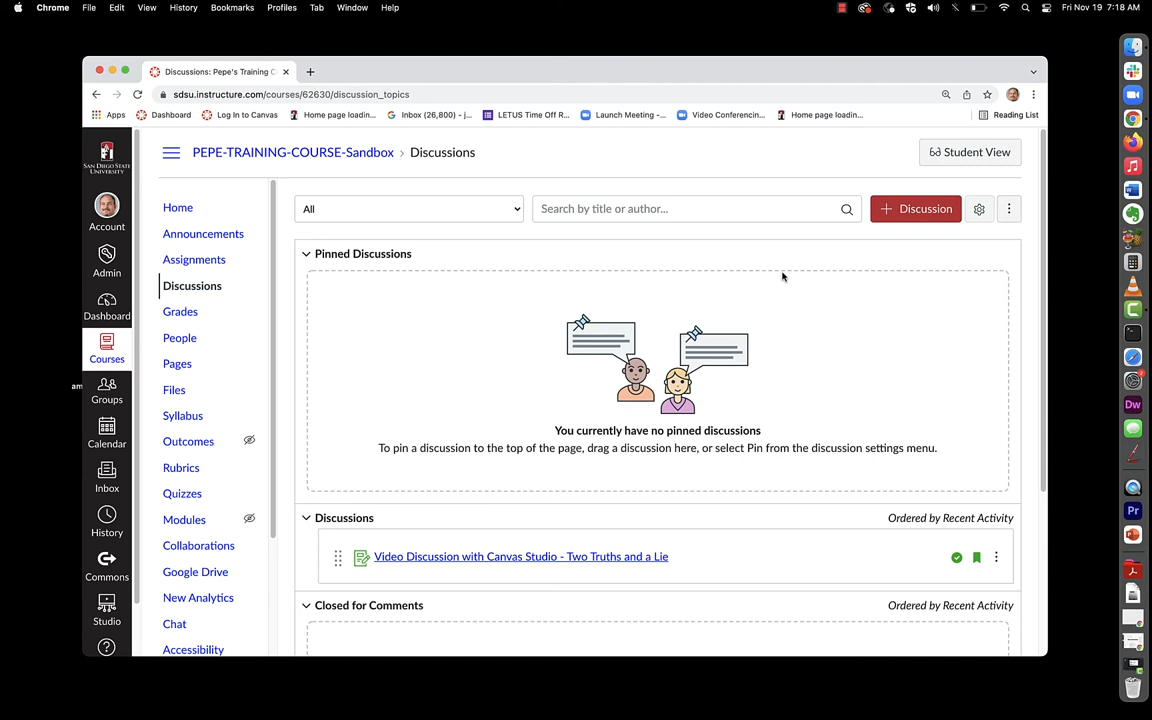 Chrome File Edit View History Bookmarks Profiles Tab Window Help Fri Nov 19 7:18 AM
Discussions: Pepe's Training C
sdsu.instructure.com/courses/62630/discussion_topics
Apps Dashboard Log In to Canvas Home page loadin... Inbox (26,800) – j... LETUS Time Off R... Launch Meeting -... Video Conferencin... Home page loadin... Reading List
SAN DIEGO STATE
UNIVERSITY
PEPE-TRAINING-COURSE-Sandbox › Discussions
Student View
Account
Admin
Dashboard
Courses
Groups
Calendar
Inbox
History
Commons
Studio
am
Home
Announcements
Assignments
Discussions
Grades
People
Pages
Files
Syllabus
Outcomes
Rubrics
Quizzes
Modules
Collaborations
Google Drive
New Analytics
Chat
Accessibility
All
Search by title or author...
+ Discussion
Pinned Discussions
You currently have no pinned discussions
To pin a discussion to the top of the page, drag a discussion here, or select Pin from the discussion settings menu.
Discussions Ordered by Recent Activity
Video Discussion with Canvas Studio - Two Truths and a Lie
Closed for Comments Ordered by Recent Activity
Dw
Pr